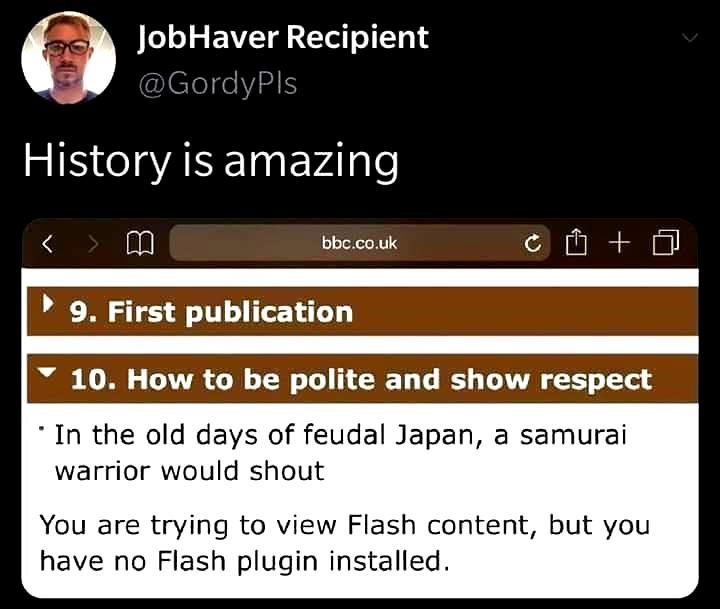 JobHaver Recipient
@GordyPls
History is amazing
bbc.co.uk
9. First publication
10. How to be polite and show respect
In the old days of feudal Japan, a samurai
warrior would shout
You are trying to view Flash content, but you
have no Flash plugin installed.